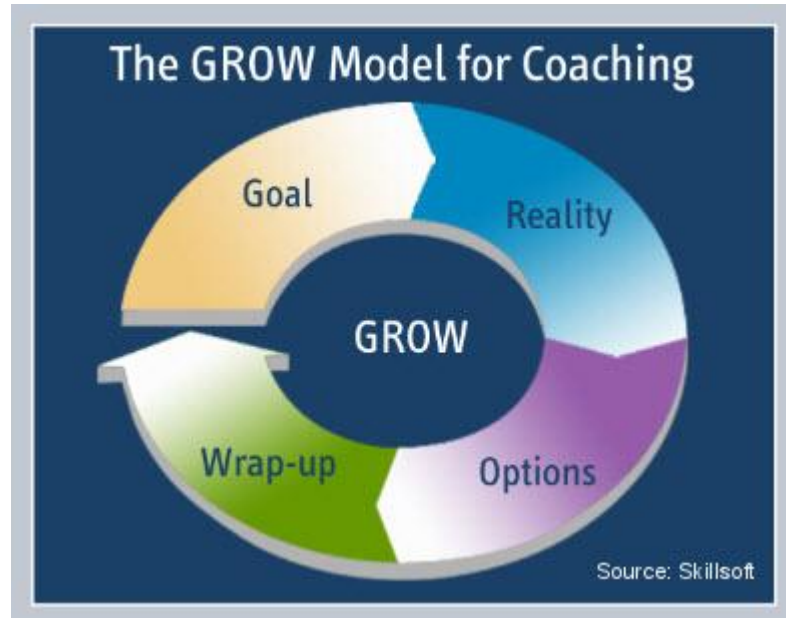 The GROW Model for Coaching
Goal
Reality
GROW
Wrap-up
Options
Source: Skillsoft